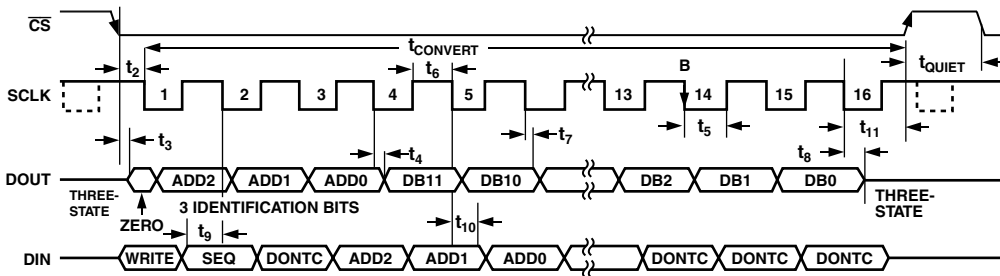 CS
tCONVERT
t2
t6
B
tQUIET
SCLK
1 2 3 4 5 13 14 15 16
t3
t4
t7
t5
t8
t11
DOUT
THREE-
STATE
ADD2 ADD1 ADD0 DB11 DB10 DB2 DB1 DB0
THREE-
STATE
ZERO
3 IDENTIFICATION BITS
t9
t10
DIN
WRITE SEQ DONTC ADD2 ADD1 ADD0 DONTC DONTC DONTC